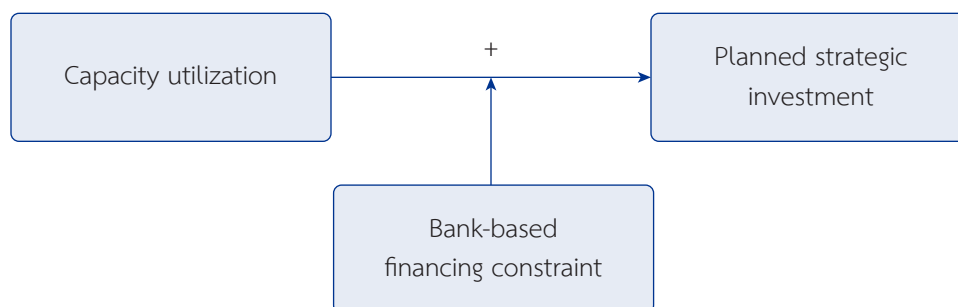 Capacity utilization
+
Planned strategic
investment
Bank-based
financing constraint